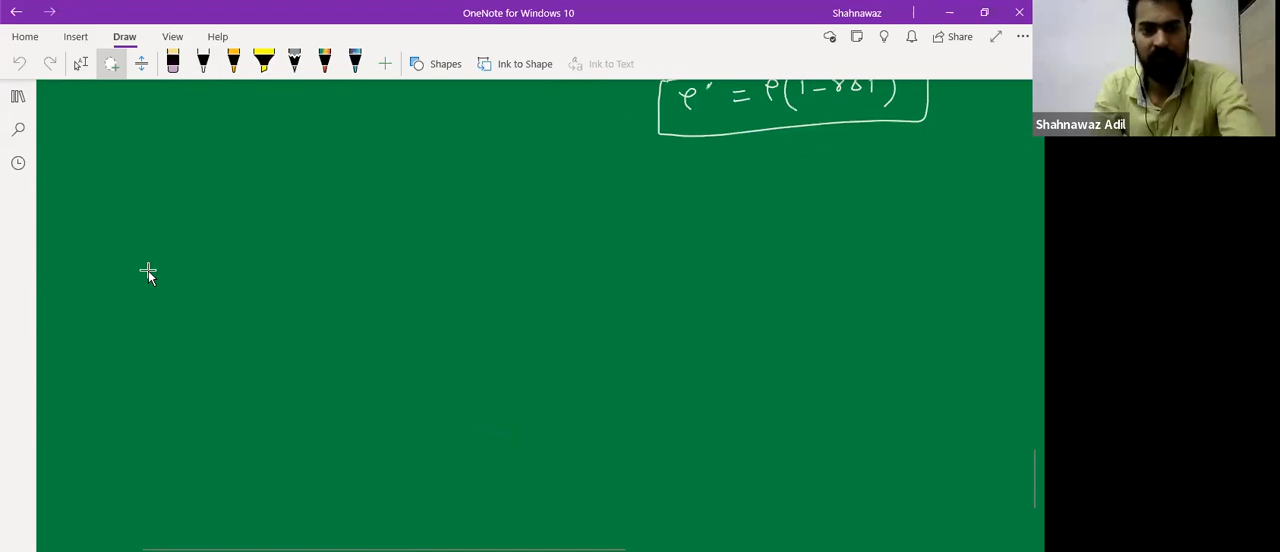 OneNote for Windows 10
Shahnawaz
Home Insert Draw View Help
Share
Shapes Ink to Shape Ink to Text
ρ' = ρ(1 - γΔT)
Shahnawaz Adil